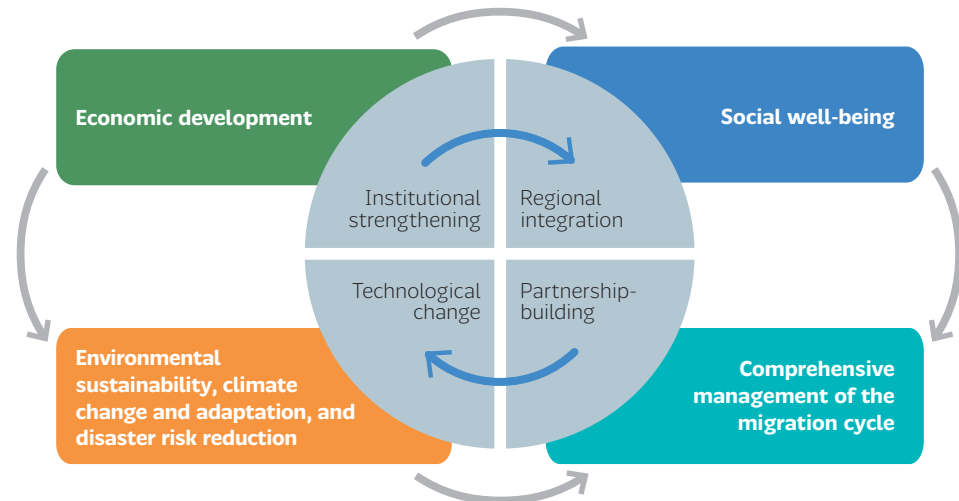 Economic development
Social well-being
Institutional
strengthening
Regional
integration
Technological
change
Partnership-
building
Environmental
sustainability, climate
change and adaptation, and
disaster risk reduction
Comprehensive
management of the
migration cycle